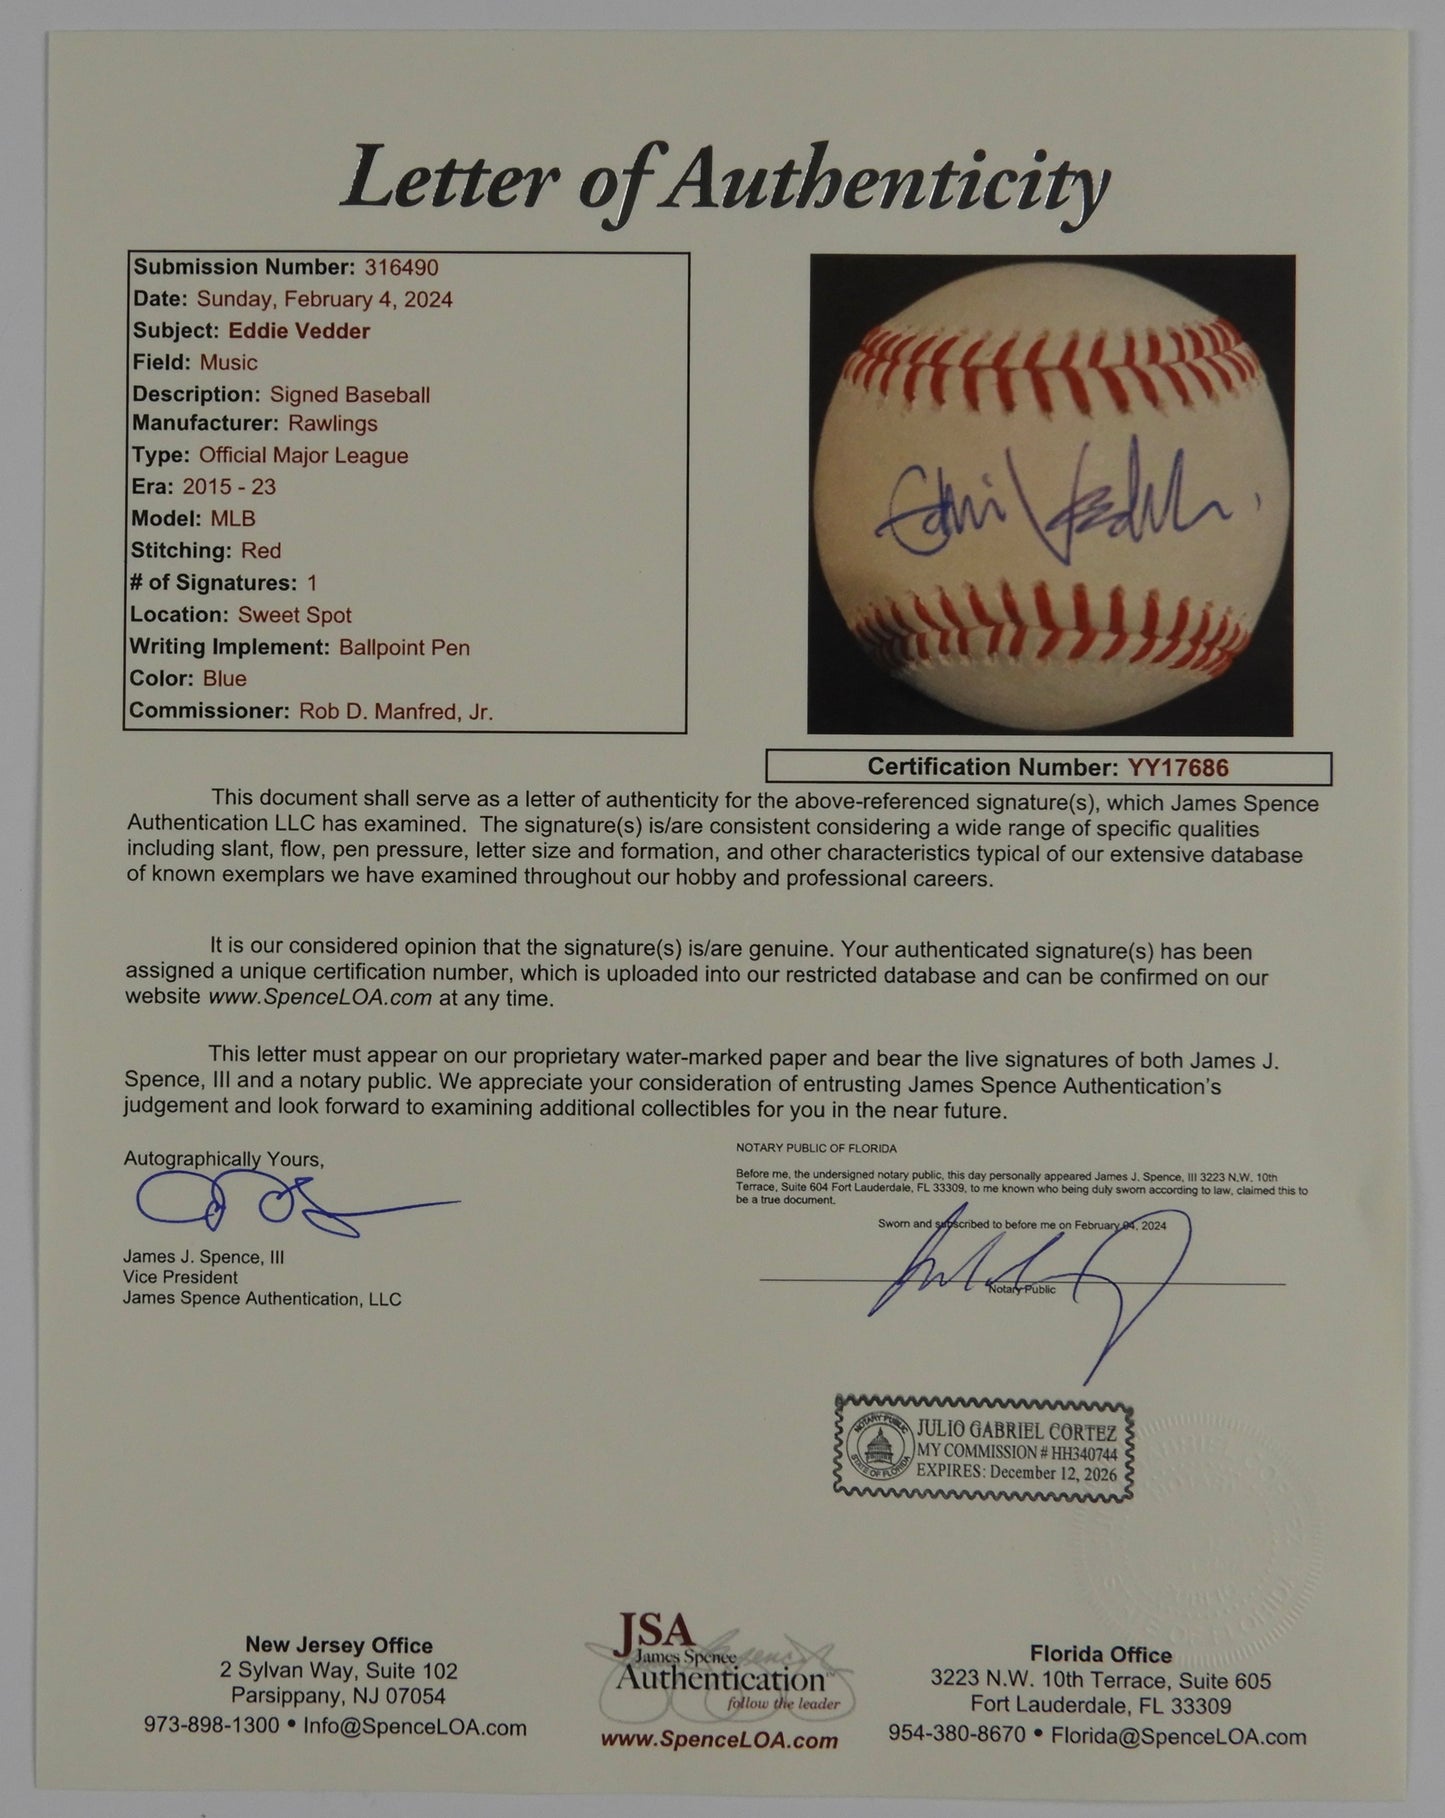 Letter of Authenticity
Submission Number: 316490
Date: Sunday, February 4, 2024
Subject: Eddie Vedder
Field: Music
Description: Signed Baseball
Manufacturer: Rawlings
Type: Official Major League
Era: 2015 - 23
Model: MLB
Stitching: Red
# of Signatures: 1
Location: Sweet Spot
Writing Implement: Ballpoint Pen
Color: Blue
Commissioner: Rob D. Manfred, Jr.
Eddie Vedder
Certification Number: YY17686
This document shall serve as a letter of authenticity for the above-referenced signature(s), which James Spence
Authentication LLC has examined. The signature(s) is/are consistent considering a wide range of specific qualities
including slant, flow, pen pressure, letter size and formation, and other characteristics typical of our extensive database
of known exemplars we have examined throughout our hobby and professional careers.
It is our considered opinion that the signature(s) is/are genuine. Your authenticated signature(s) has been
assigned a unique certification number, which is uploaded into our restricted database and can be confirmed on our
website www.SpenceLOA.com at any time.
This letter must appear on our proprietary water-marked paper and bear the live signatures of both James J.
Spence, III and a notary public. We appreciate your consideration of entrusting James Spence Authentication's
judgement and look forward to examining additional collectibles for you in the near future.
Autographically Yours,
James J. Spence, III
Vice President
James Spence Authentication, LLC
NOTARY PUBLIC OF FLORIDA
Before me, the undersigned notary public, this day personally appeared James J. Spence, III 3223 N.W. 10th
Terrace, Suite 604 Fort Lauderdale, FL 33309, to me known who being duly sworn according to law, claimed this to
be a true document.
Sworn and subscribed to before me on February 04, 2024
Notary Public
NOTARY PUBLIC
STATE OF FLORIDA
JULIO GABRIEL CORTEZ
MY COMMISSION # HH340744
EXPIRES: December 12, 2026
New Jersey Office
2 Sylvan Way, Suite 102
Parsippany, NJ 07054
973-898-1300 • Info@SpenceLOA.com
JSA
James Spence
Authentication™
follow the leader
www.SpenceLOA.com
Florida Office
3223 N.W. 10th Terrace, Suite 605
Fort Lauderdale, FL 33309
954-380-8670 • Florida@SpenceLOA.com